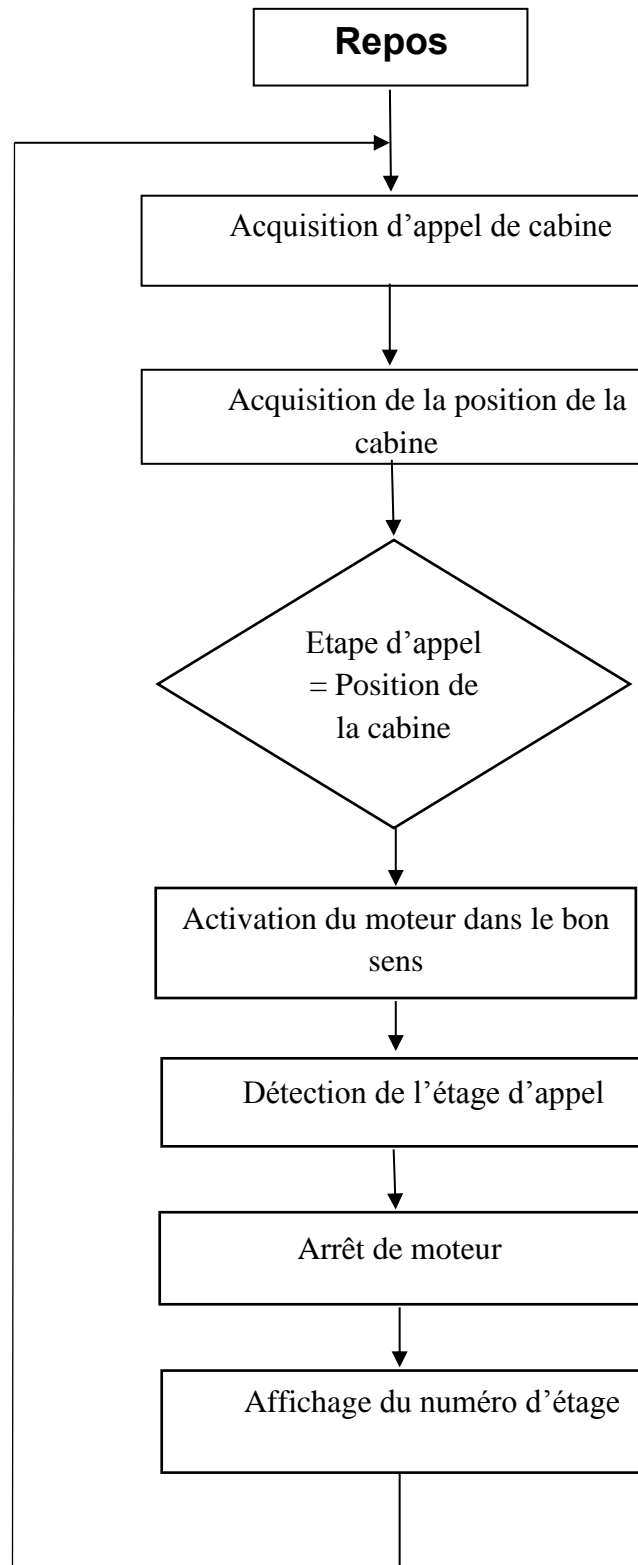 Repos
Acquisition d’appel de cabine
Acquisition de la position de la
cabine
Etape d’appel
= Position de
la cabine
Activation du moteur dans le bon
sens
Détection de l’étage d’appel
Arrêt de moteur
Affichage du numéro d’étage